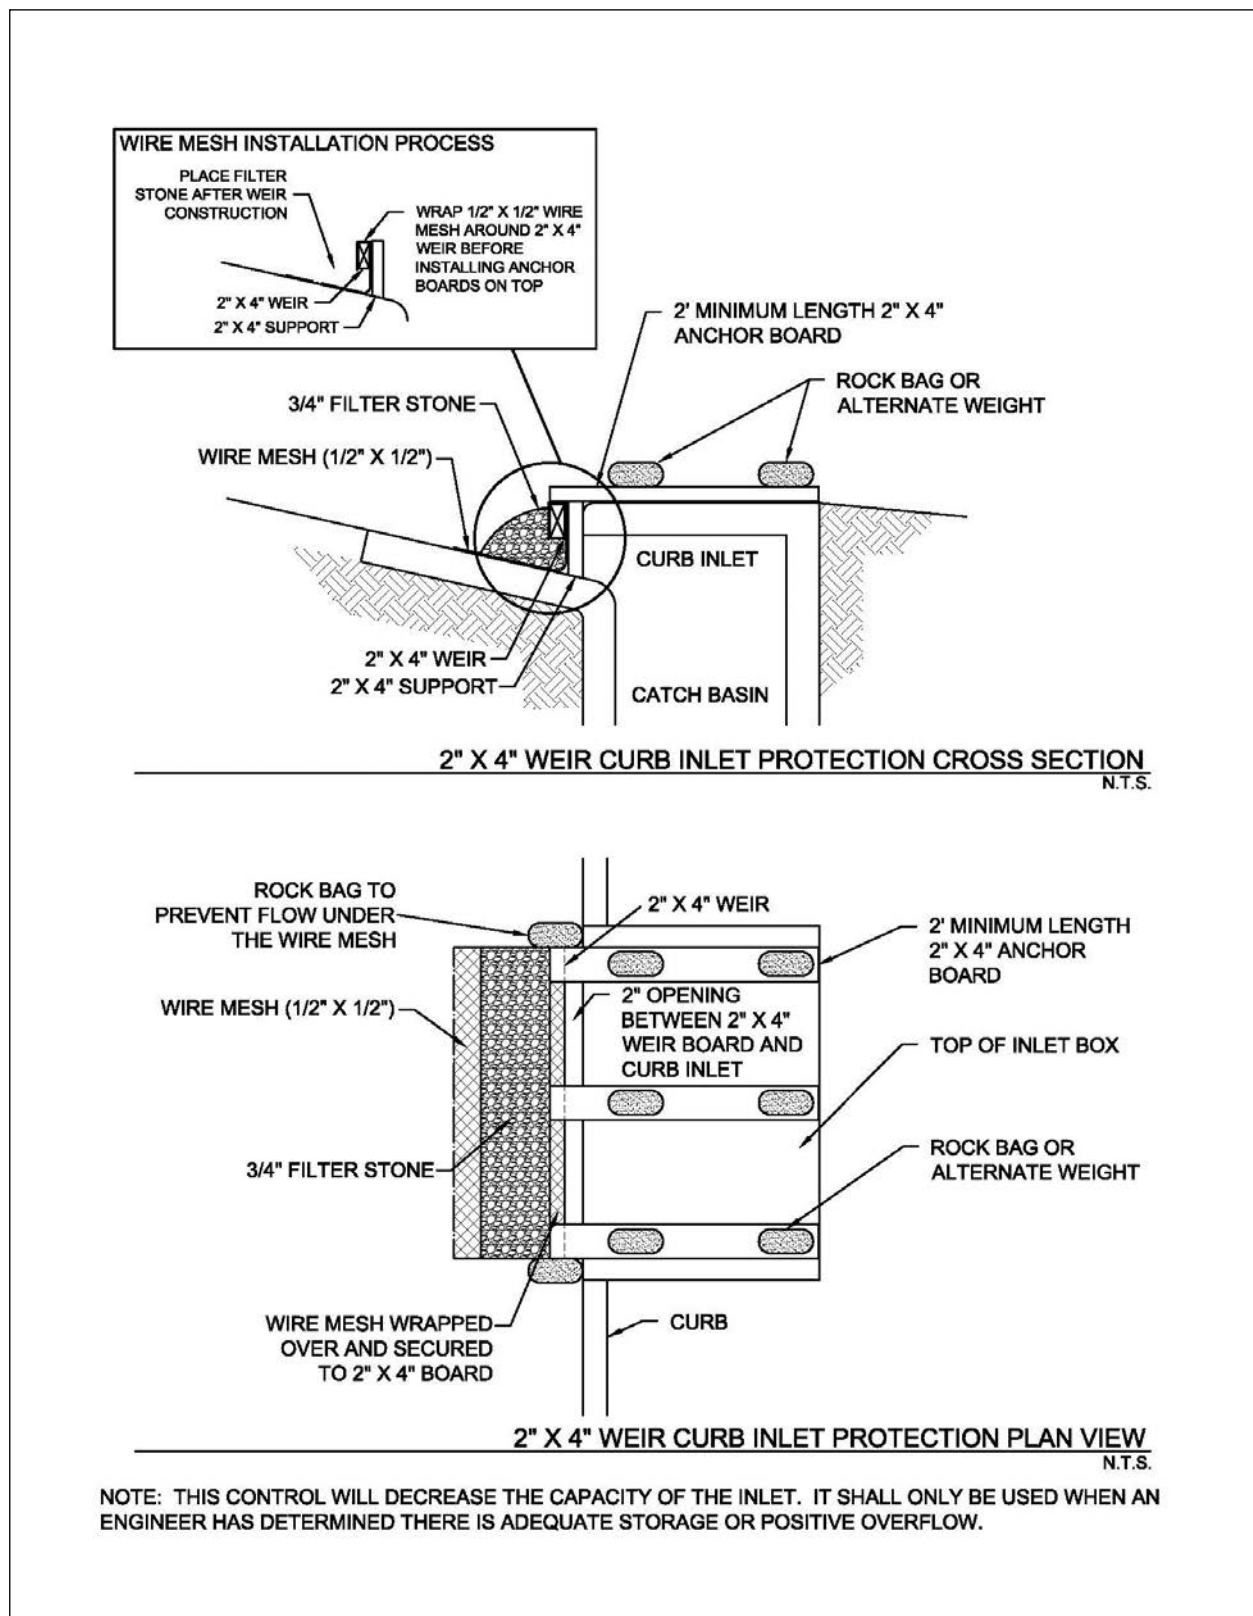 WIRE MESH INSTALLATION PROCESS
PLACE FILTER
STONE AFTER WEIR
CONSTRUCTION
WRAP 1/2" X 1/2" WIRE
MESH AROUND 2" X 4"
WEIR BEFORE
INSTALLING ANCHOR
BOARDS ON TOP
2" X 4" WEIR
2" X 4" SUPPORT
2' MINIMUM LENGTH 2" X 4"
ANCHOR BOARD
3/4" FILTER STONE
ROCK BAG OR
ALTERNATE WEIGHT
WIRE MESH (1/2" X 1/2")
CURB INLET
2" X 4" WEIR
2" X 4" SUPPORT
CATCH BASIN
2" X 4" WEIR CURB INLET PROTECTION CROSS SECTION
N.T.S.
ROCK BAG TO
PREVENT FLOW UNDER
THE WIRE MESH
2" X 4" WEIR
2' MINIMUM LENGTH
2" X 4" ANCHOR
BOARD
WIRE MESH (1/2" X 1/2")
2" OPENING
BETWEEN 2" X 4"
WEIR BOARD AND
CURB INLET
TOP OF INLET BOX
3/4" FILTER STONE
ROCK BAG OR
ALTERNATE WEIGHT
WIRE MESH WRAPPED
OVER AND SECURED
TO 2" X 4" BOARD
CURB
2" X 4" WEIR CURB INLET PROTECTION PLAN VIEW
N.T.S.
NOTE: THIS CONTROL WILL DECREASE THE CAPACITY OF THE INLET. IT SHALL ONLY BE USED WHEN AN
ENGINEER HAS DETERMINED THERE IS ADEQUATE STORAGE OR POSITIVE OVERFLOW.